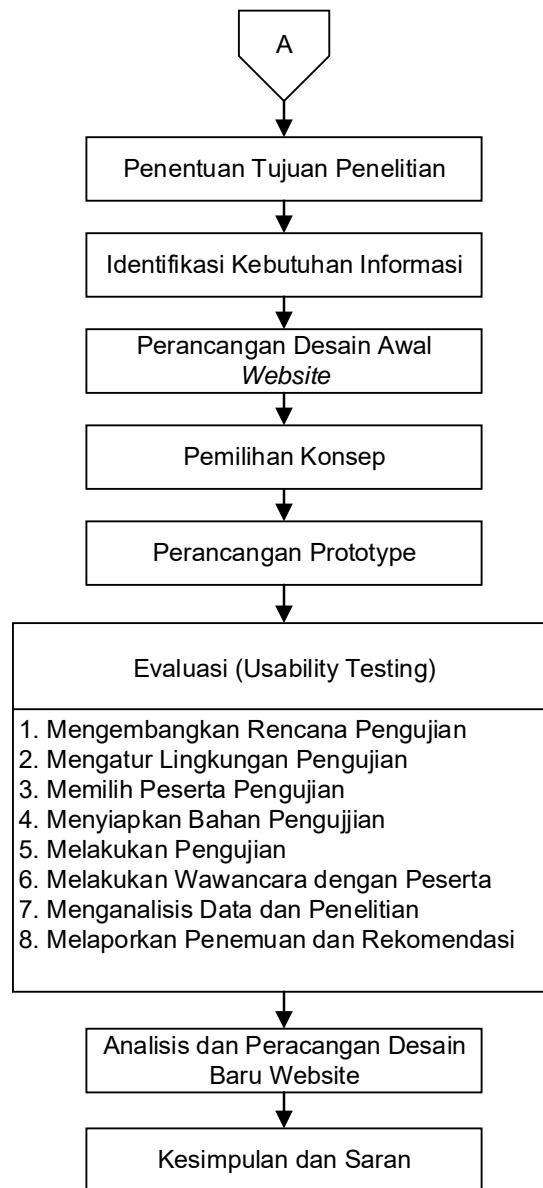 A
Penentuan Tujuan Penelitian
Identifikasi Kebutuhan Informasi
Perancangan Desain Awal
Website
Pemilihan Konsep
Perancangan Prototype
Evaluasi (Usability Testing)
1. Mengembangkan Rencana Pengujian
2. Mengatur Lingkungan Pengujian
3. Memilih Peserta Pengujian
4. Menyiapkan Bahan Pengujjian
5. Melakukan Pengujian
6. Melakukan Wawancara dengan Peserta
7. Menganalisis Data dan Penelitian
8. Melaporkan Penemuan dan Rekomendasi
Analisis dan Peracangan Desain
Baru Website
Kesimpulan dan Saran